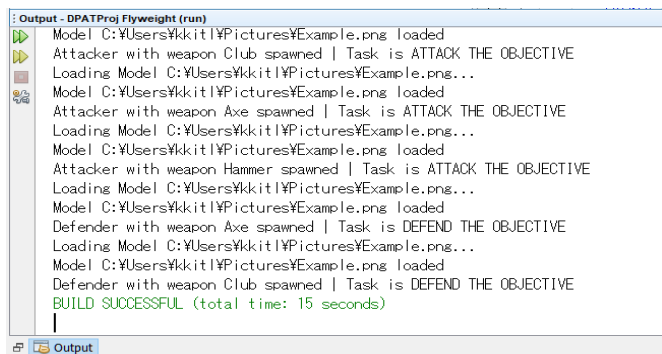 Output - DPATProj Flyweight (run)
Model C:¥Users¥kkitl¥Pictures¥Example.png loaded
Attacker with weapon Club spawned | Task is ATTACK THE OBJECTIVE
Loading Model C:¥Users¥kkitl¥Pictures¥Example.png...
Model C:¥Users¥kkitl¥Pictures¥Example.png loaded
Attacker with weapon Axe spawned | Task is ATTACK THE OBJECTIVE
Loading Model C:¥Users¥kkitl¥Pictures¥Example.png...
Model C:¥Users¥kkitl¥Pictures¥Example.png loaded
Attacker with weapon Hammer spawned | Task is ATTACK THE OBJECTIVE
Loading Model C:¥Users¥kkitl¥Pictures¥Example.png...
Model C:¥Users¥kkitl¥Pictures¥Example.png loaded
Defender with weapon Axe spawned | Task is DEFEND THE OBJECTIVE
Loading Model C:¥Users¥kkitl¥Pictures¥Example.png...
Model C:¥Users¥kkitl¥Pictures¥Example.png loaded
Defender with weapon Club spawned | Task is DEFEND THE OBJECTIVE
BUILD SUCCESSFUL (total time: 15 seconds)
Output